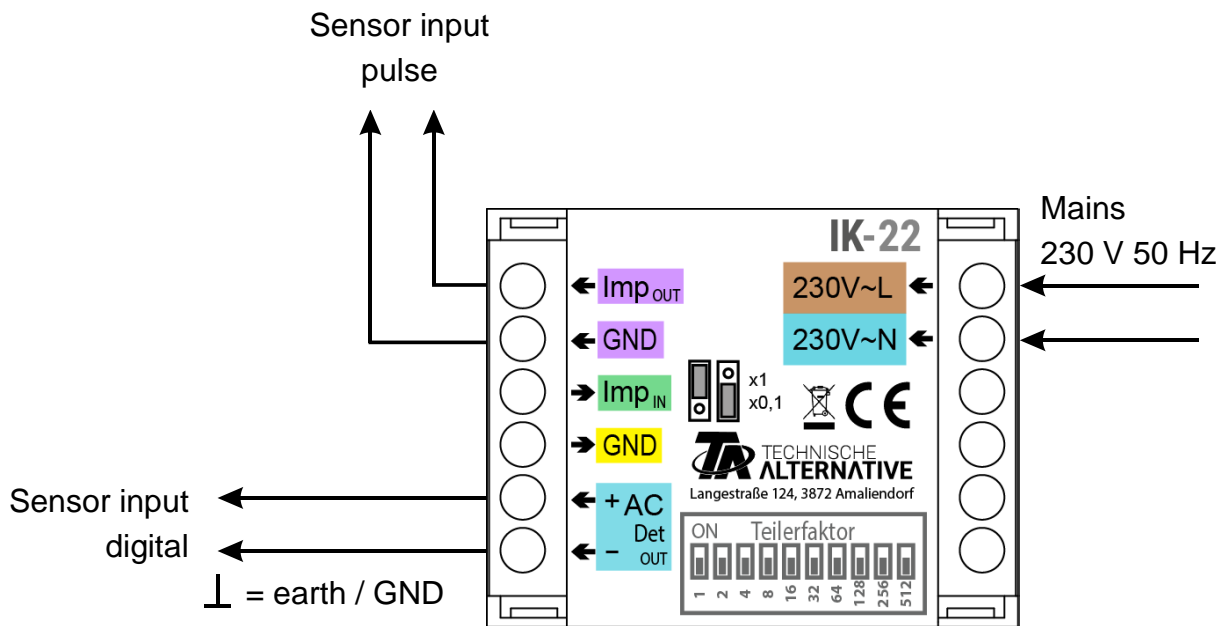 Sensor input
pulse
IK-22
Mains
230 V 50 Hz
Imp OUT
230V~L
GND
230V~N
Imp IN
x1
x0,1
CE
GND
TA TECHNISCHE
ALTERNATIVE
Langestraße 124, 3872 Amaliendorf
Sensor input
digital
+ AC
Det
- OUT
ON Teilerfaktor
1 2 4 8 16 32 64 128 256 512
= earth / GND